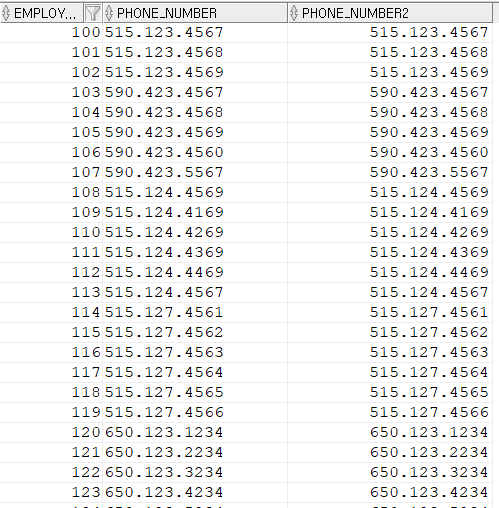 EMPLOY... PHONE_NUMBER PHONE_NUMBER2
100 515.123.4567 515.123.4567
101 515.123.4568 515.123.4568
102 515.123.4569 515.123.4569
103 590.423.4567 590.423.4567
104 590.423.4568 590.423.4568
105 590.423.4569 590.423.4569
106 590.423.4560 590.423.4560
107 590.423.5567 590.423.5567
108 515.124.4569 515.124.4569
109 515.124.4169 515.124.4169
110 515.124.4269 515.124.4269
111 515.124.4369 515.124.4369
112 515.124.4469 515.124.4469
113 515.124.4567 515.124.4567
114 515.127.4561 515.127.4561
115 515.127.4562 515.127.4562
116 515.127.4563 515.127.4563
117 515.127.4564 515.127.4564
118 515.127.4565 515.127.4565
119 515.127.4566 515.127.4566
120 650.123.1234 650.123.1234
121 650.123.2234 650.123.2234
122 650.123.3234 650.123.3234
123 650.123.4234 650.123.4234